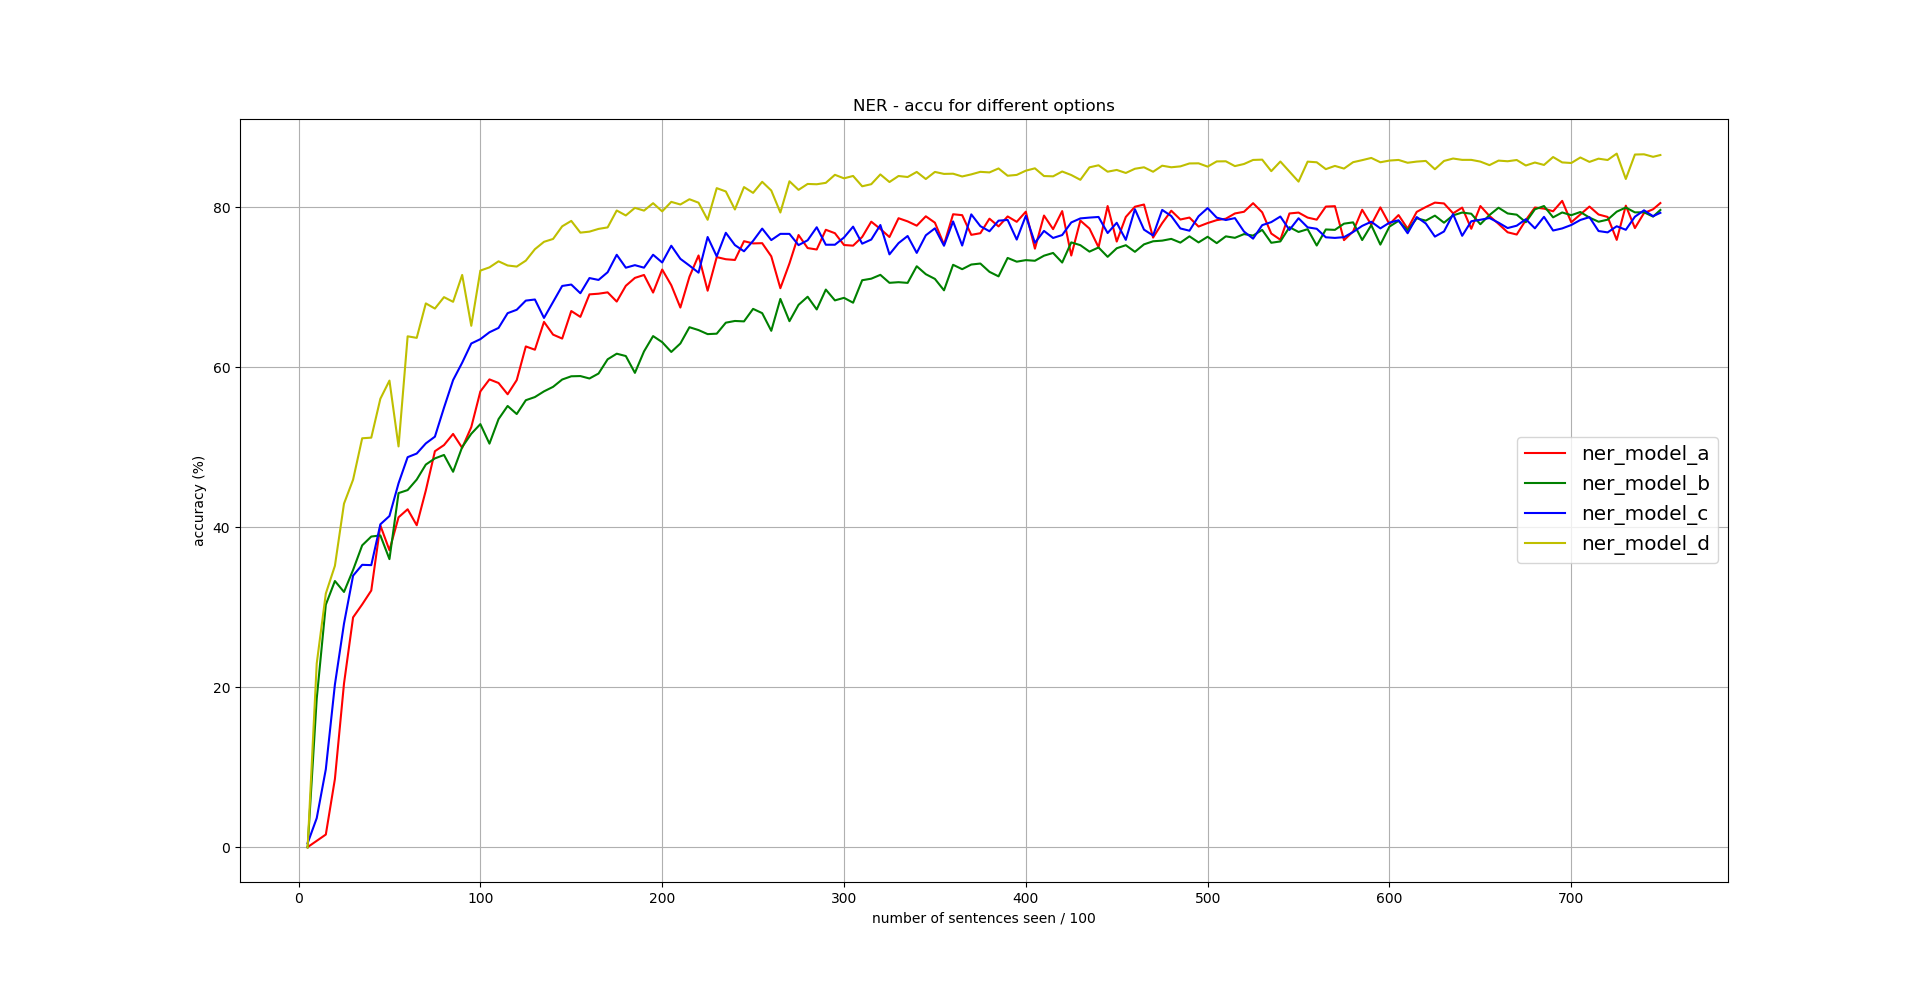 NER - accu for different options
accuracy (%)
80
60
40
20
0
0 100 200 300 400 500 600 700
number of sentences seen / 100
ner_model_a
ner_model_b
ner_model_c
ner_model_d